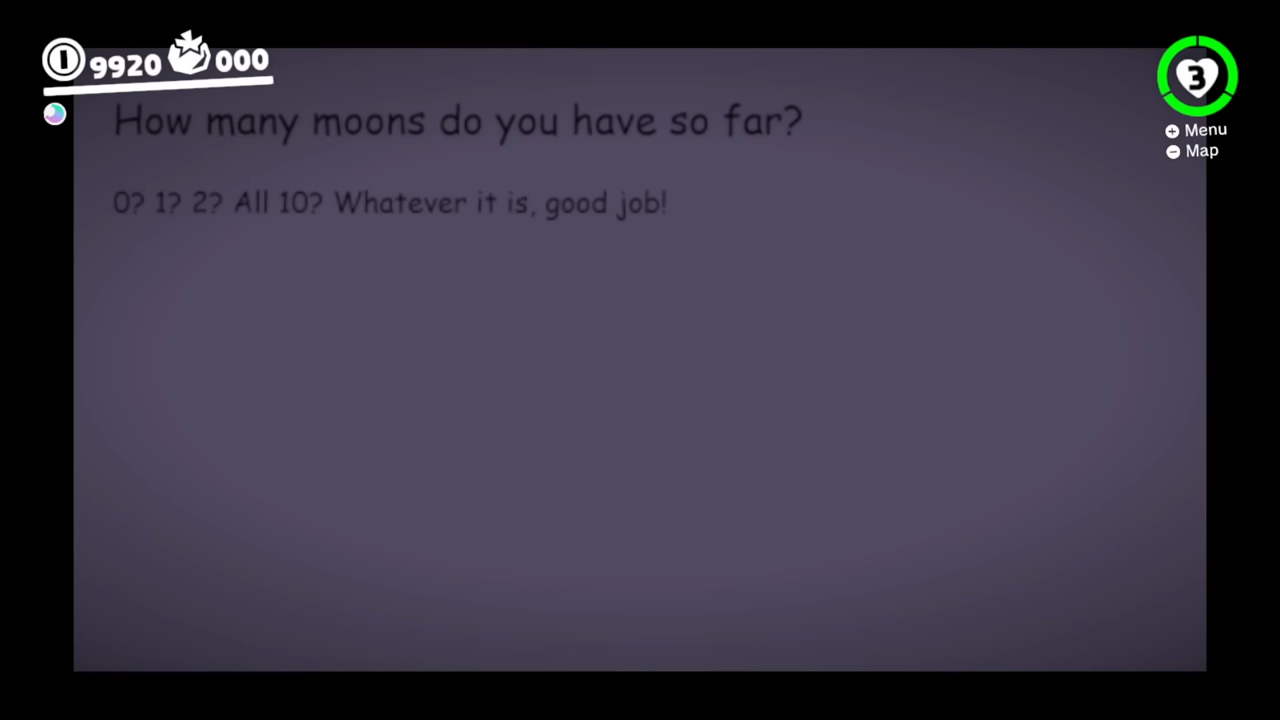 9920 000
3
Menu
Map
How many moons do you have so far?
0? 1? 2? All 10? Whatever it is, good job!